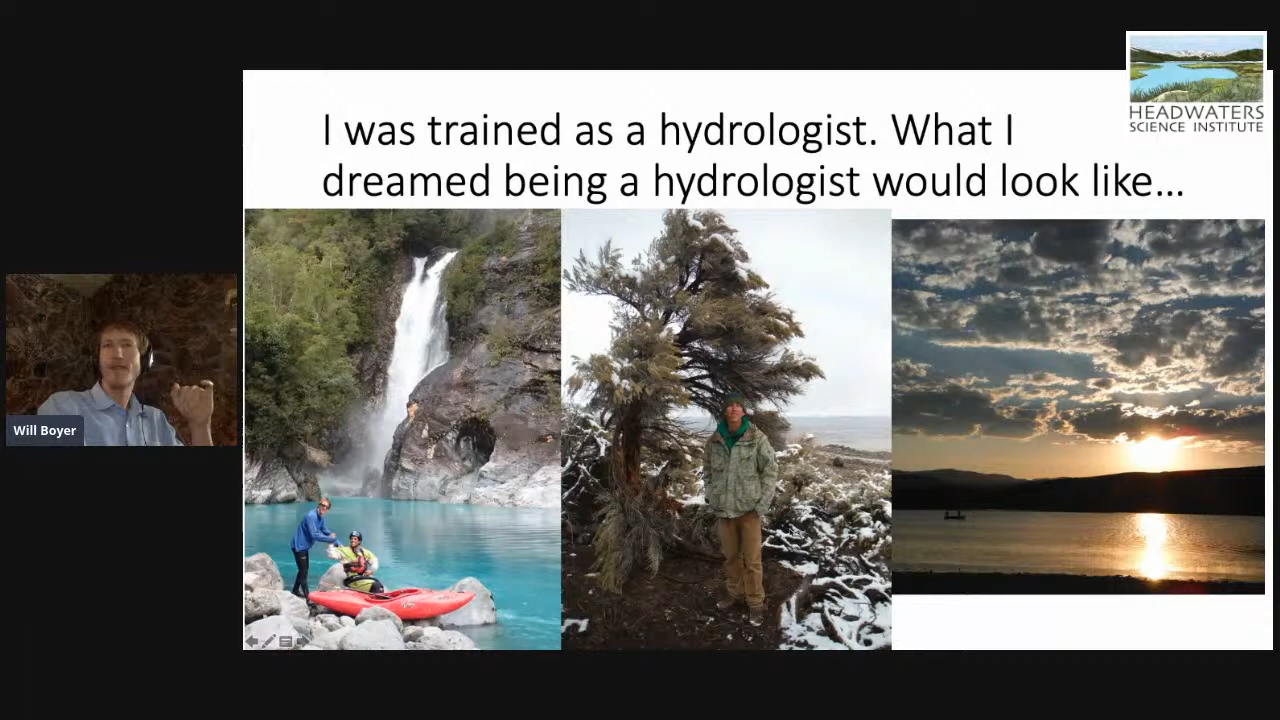 I was trained as a hydrologist. What I
dreamed being a hydrologist would look like…
HEADWATERS
SCIENCE INSTITUTE
Will Boyer